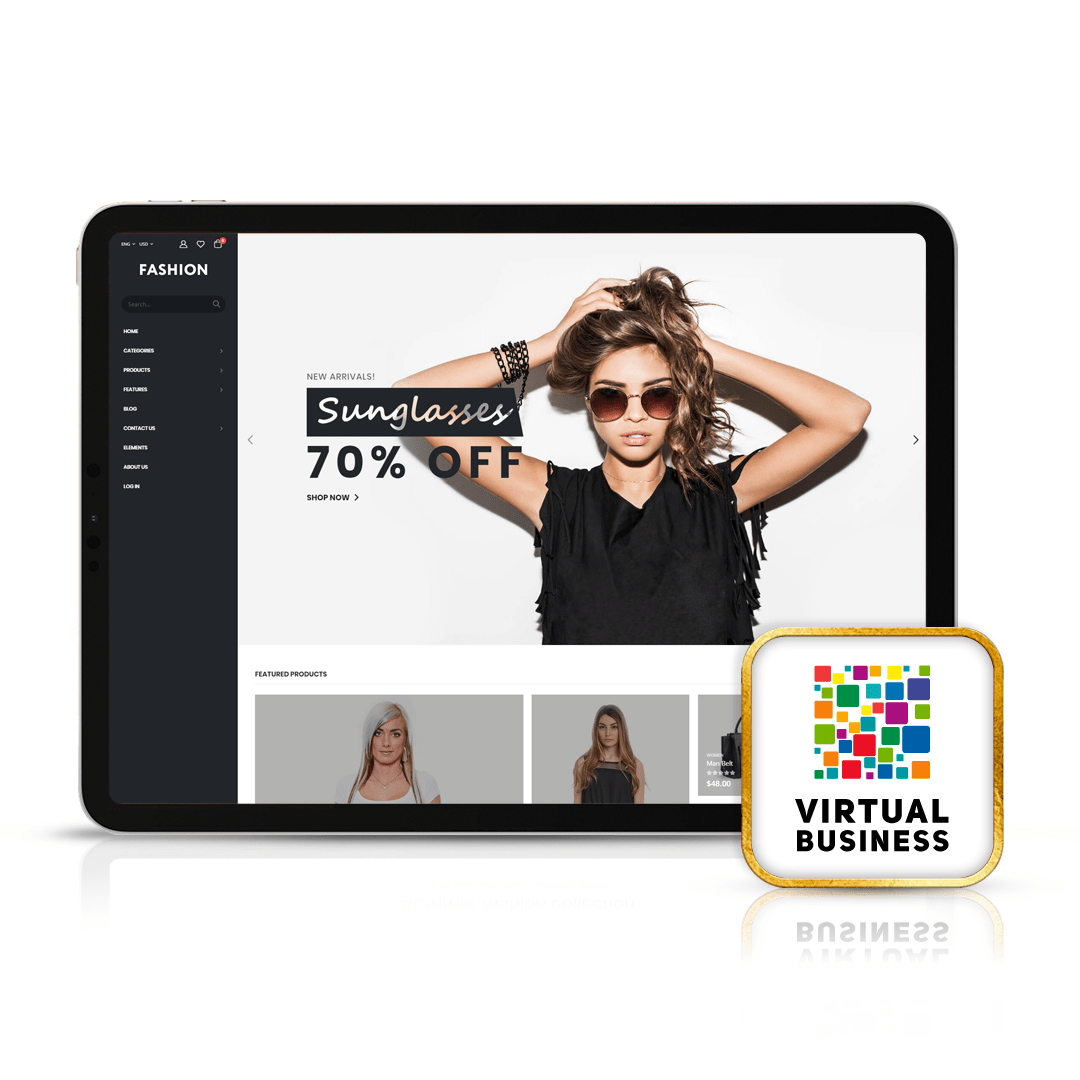 ENG USD
FASHION
Search...
HOME
CATEGORIES
PRODUCTS
FEATURES
BLOG
CONTACT US
ELEMENTS
ABOUT US
LOG IN
NEW ARRIVALS!
Sunglasses
70% OFF
SHOP NOW
FEATURED PRODUCTS
WOMEN
Man Belt
$48.00
VIRTUAL
BUSINESS